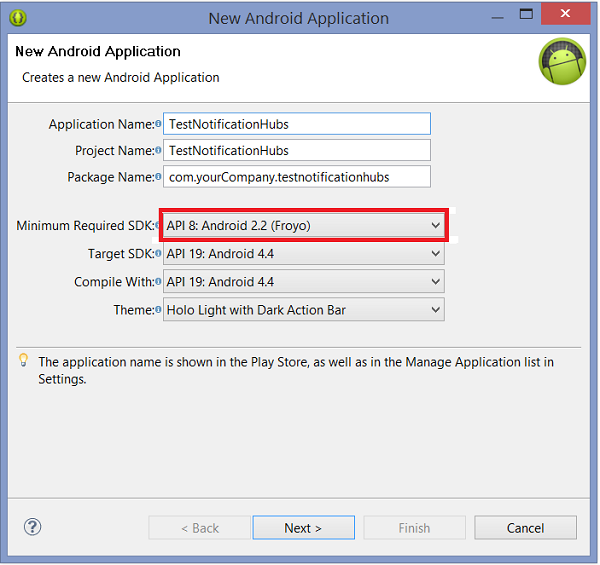 New Android Application
New Android Application
Creates a new Android Application
Application Name: TestNotificationHubs
Project Name: TestNotificationHubs
Package Name: com.yourCompany.testnotificationhubs
Minimum Required SDK: API 8: Android 2.2 (Froyo)
Target SDK: API 19: Android 4.4
Compile With: API 19: Android 4.4
Theme: Holo Light with Dark Action Bar
The application name is shown in the Play Store, as well as in the Manage Application list in
Settings.
? < Back Next > Finish Cancel